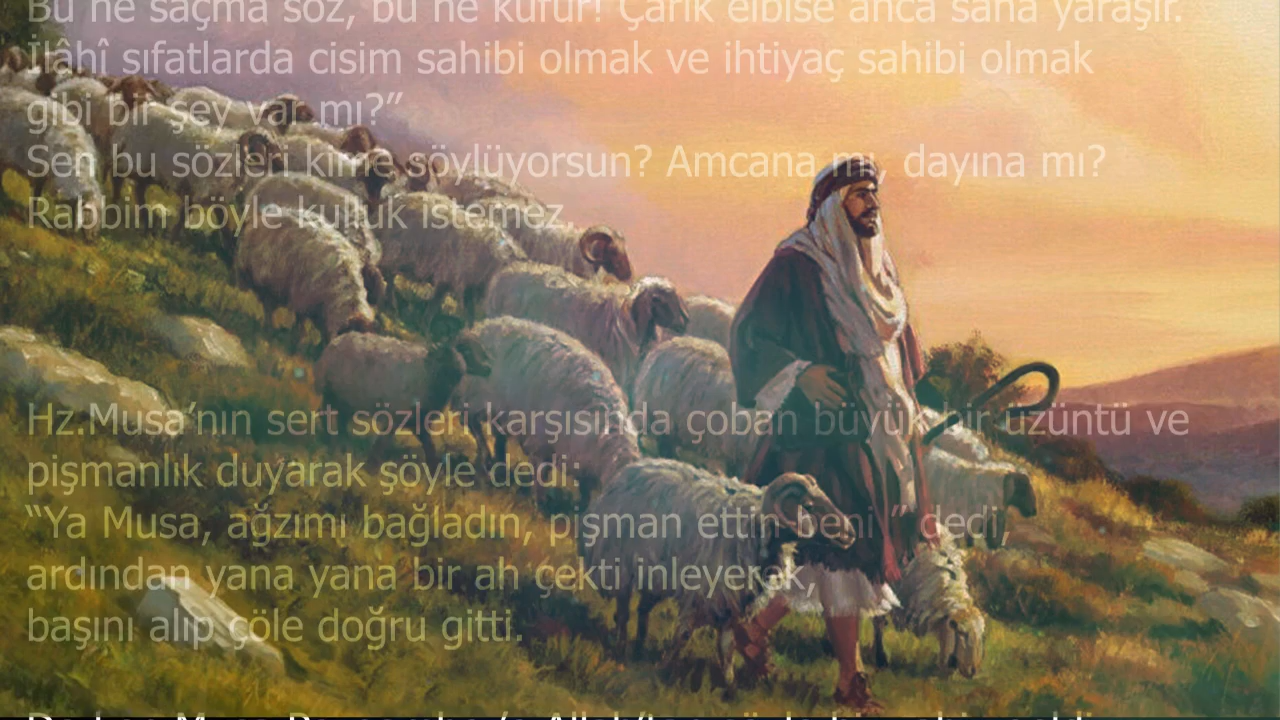 Bu ne saçma söz, bu ne küfür! Çarık elbise anca sana yaraşır.
İlâhî sıfatlarda cisim sahibi olmak ve ihtiyaç sahibi olmak
gibi bir şey var mı?”
Sen bu sözleri kime söylüyorsun? Amcana mı, dayına mı?
Rabbim böyle kulluk istemez.
Hz.Musa’nın sert sözleri karşısında çoban büyük bir üzüntü ve
pişmanlık duyarak şöyle dedi:
“Ya Musa, ağzımı bağladın, pişman ettin beni” dedi,
ardından yana yana bir ah çekti inleyerek,
başını alıp çöle doğru gitti.